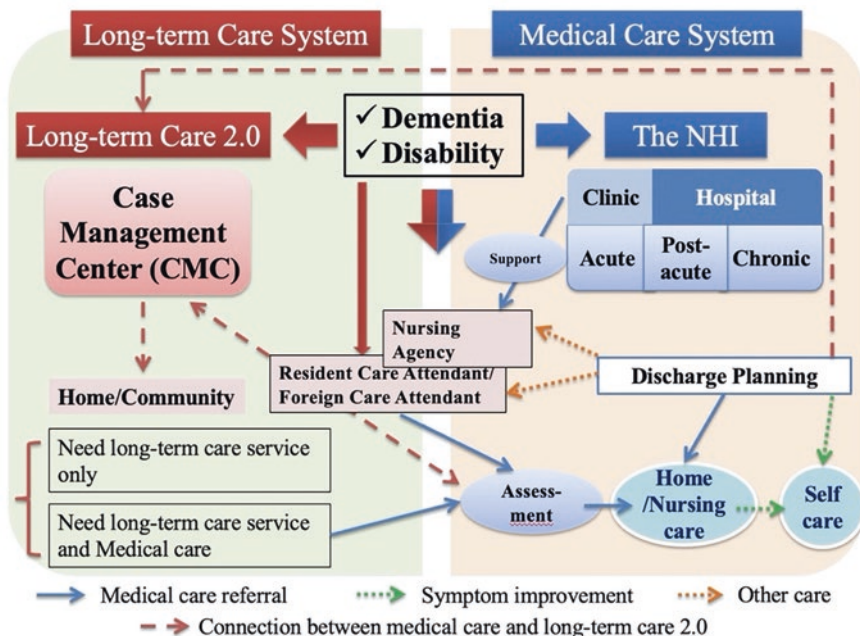 Long-term Care System
Medical Care System
✓ Dementia
✓ Disability
Long-term Care 2.0
The NHI
Case
Management
Center (CMC)
Clinic
Hospital
Support
Acute
Post-
acute
Chronic
Nursing
Agency
Resident Care Attendant/
Foreign Care Attendant
Discharge Planning
Home/Community
Need long-term care service
only
Need long-term care service
and Medical care
Assess-
ment
Home
/Nursing
care
Self
care
Medical care referral
Symptom improvement
Other care
Connection between medical care and long-term care 2.0